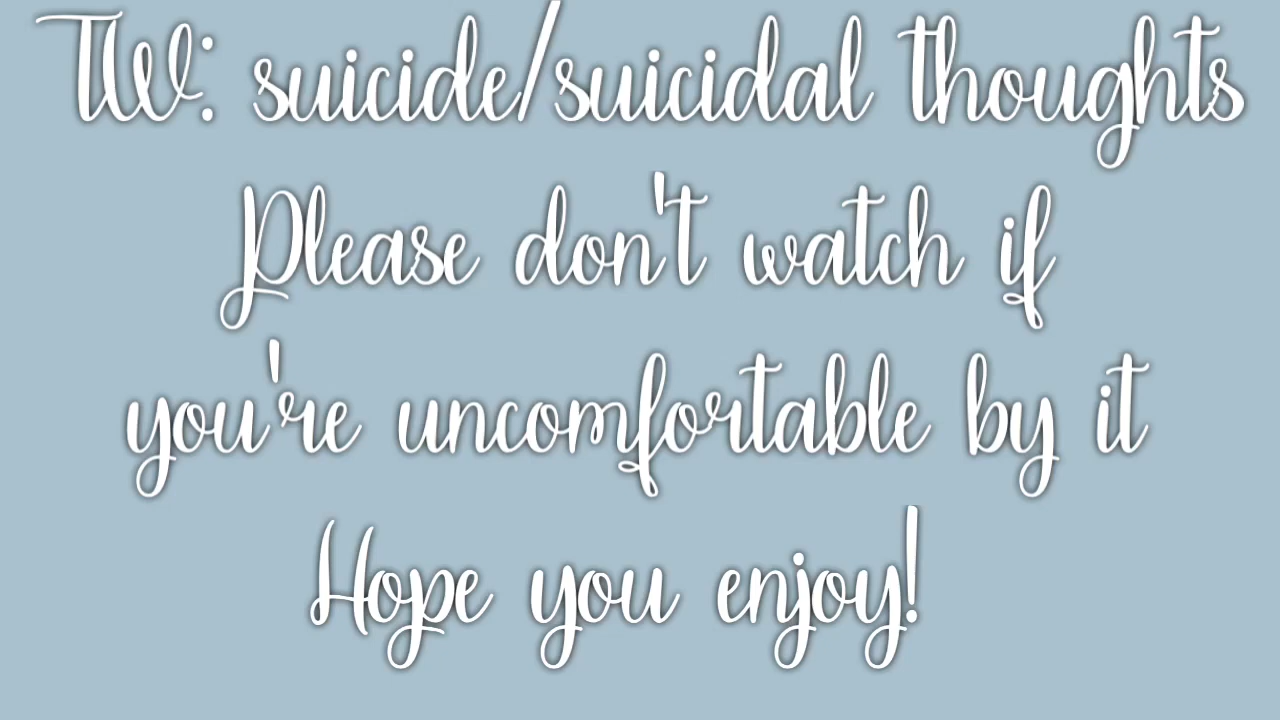 TW: suicide/suicidal thoughts
Please don't watch if
you're uncomfortable by it
Hope you enjoy!